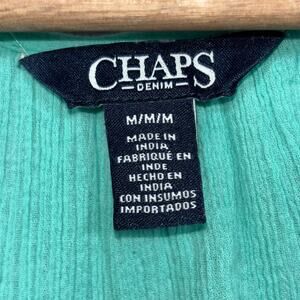 CHAPS
DENIM
M/M/M
MADE IN
INDIA
FABRIQUÉ EN
INDE
HECHO EN
INDIA
CON INSUMOS
IMPORTADOS